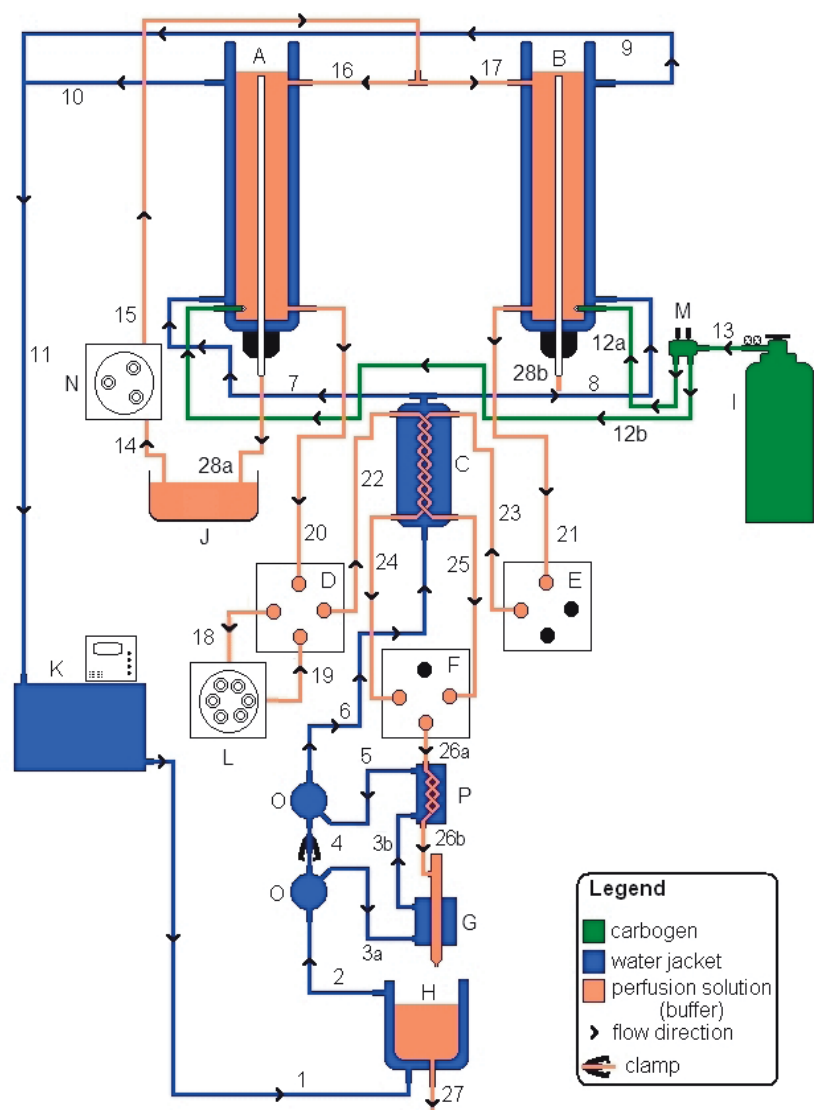 9
A
B
16
17
10
M
12a
13
15
11
7
8
28b
I
N
12b
14
28a
C
22
23
J
20
21
24
25
D
E
18
K
19
F
6
L
26a
5
O
P
4
3b
26b
O
G
3a
2
H
1
27
Legend
carbogen
water jacket
perfusion solution
(buffer)
flow direction
clamp